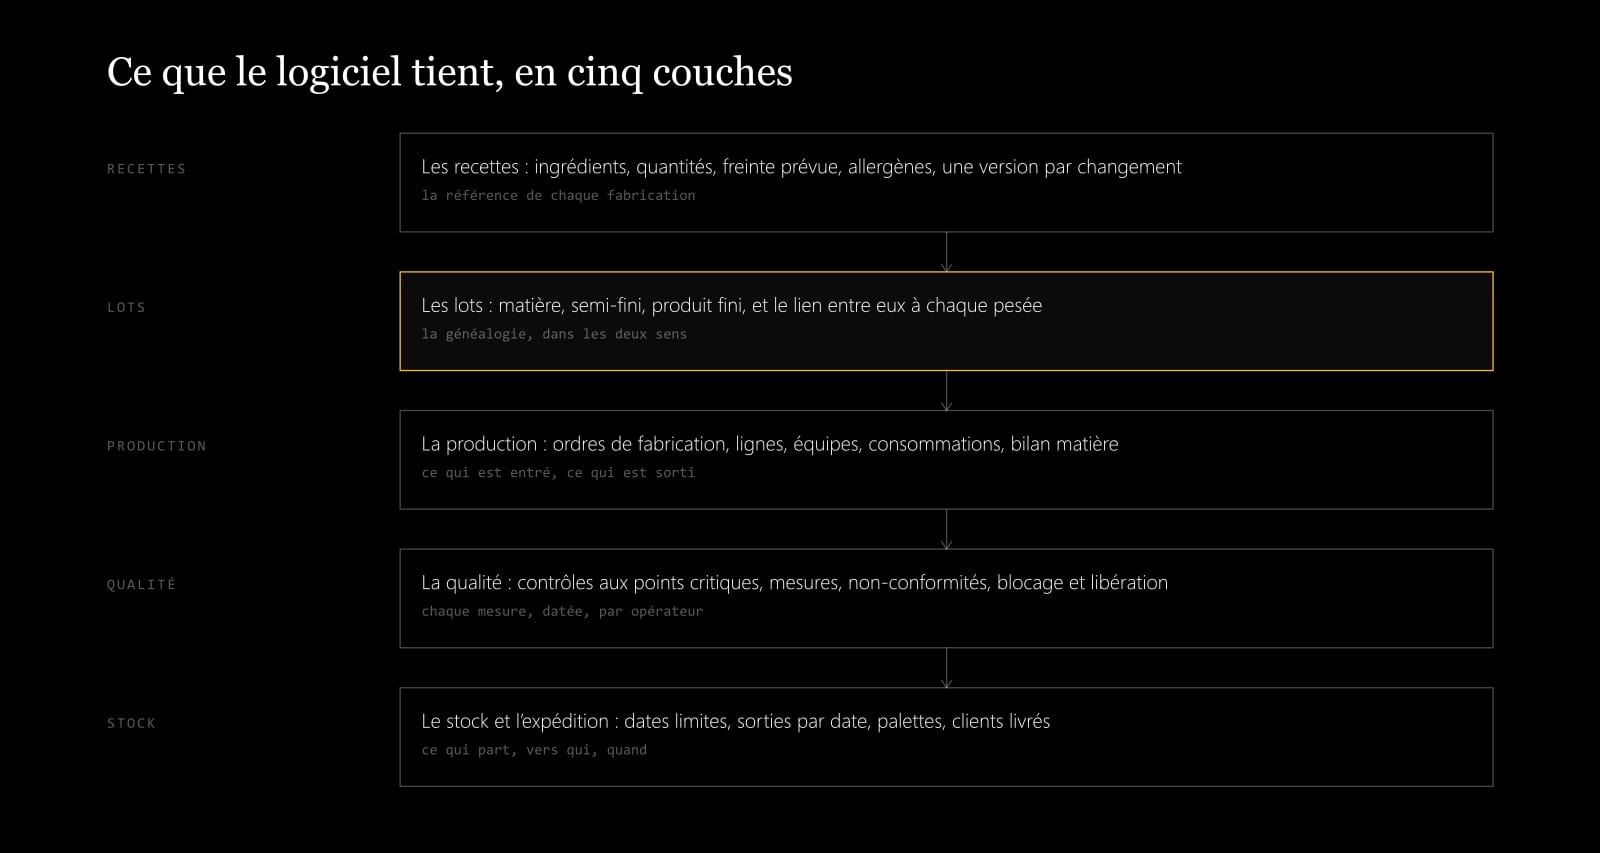 Ce que le logiciel tient, en cinq couches
RECETTES
Les recettes : ingrédients, quantités, freinte prévue, allergènes, une version par changement
la référence de chaque fabrication
LOTS
Les lots : matière, semi-fini, produit fini, et le lien entre eux à chaque pesée
la généalogie, dans les deux sens
PRODUCTION
La production : ordres de fabrication, lignes, équipes, consommations, bilan matière
ce qui est entré, ce qui est sorti
QUALITÉ
La qualité : contrôles aux points critiques, mesures, non-conformités, blocage et libération
chaque mesure, datée, par opérateur
STOCK
Le stock et l’expédition : dates limites, sorties par date, palettes, clients livrés
ce qui part, vers qui, quand